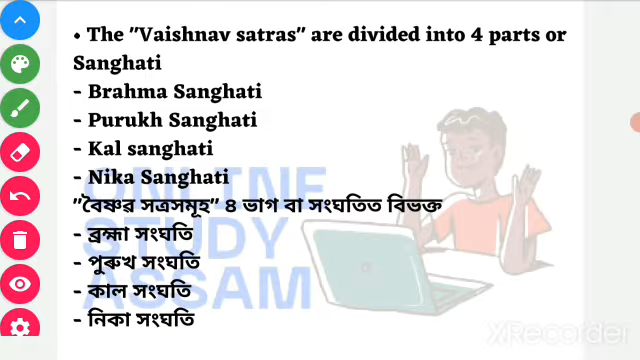 • The "Vaishnav satras" are divided into 4 parts or
Sanghati
- Brahma Sanghati
- Purukh Sanghati
- Kal sanghati
- Nika Sanghati
"বৈষ্ণৱ সত্ৰসমূহ" ৪ ভাগ বা সংঘতিত বিভক্ত
- ব্ৰহ্মা সংঘতি
- পুৰুখ সংঘতি
- কাল সংঘতি
- নিকা সংঘতি
ONLINE
STUDY
ASSAM
XRecorder